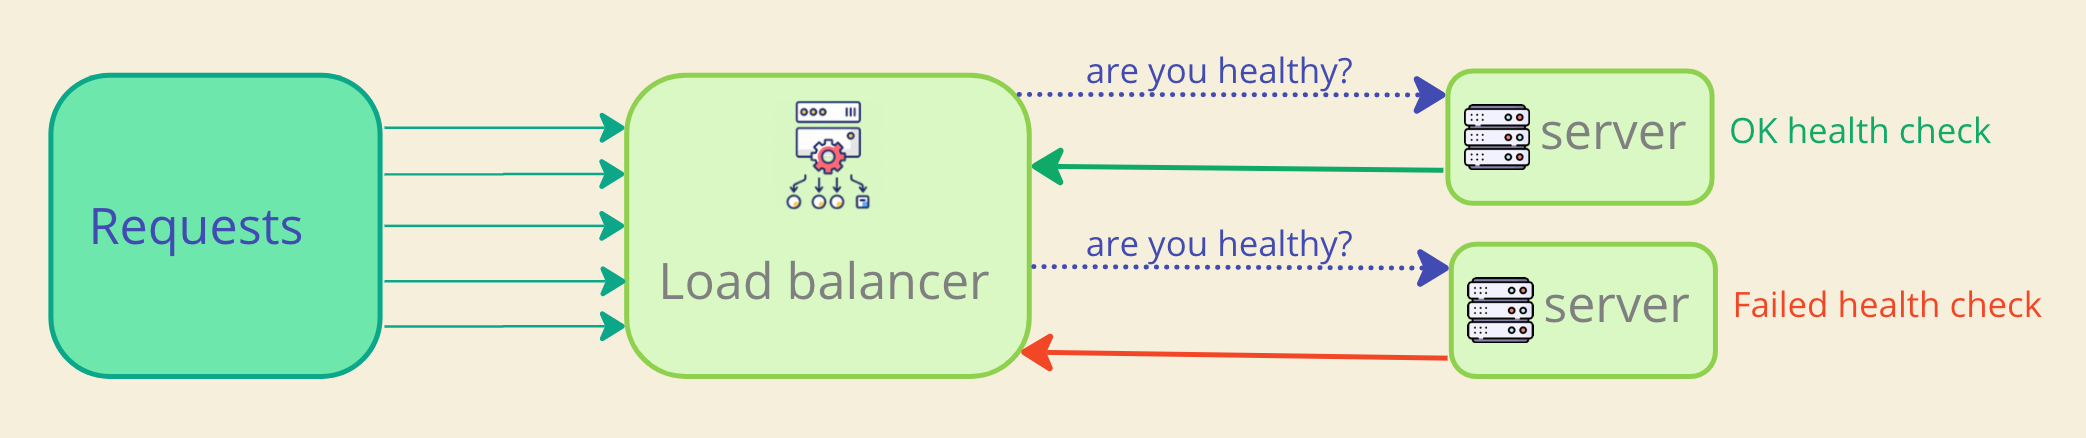 Requests
Load balancer
are you healthy?
server
OK health check
are you healthy?
server
Failed health check